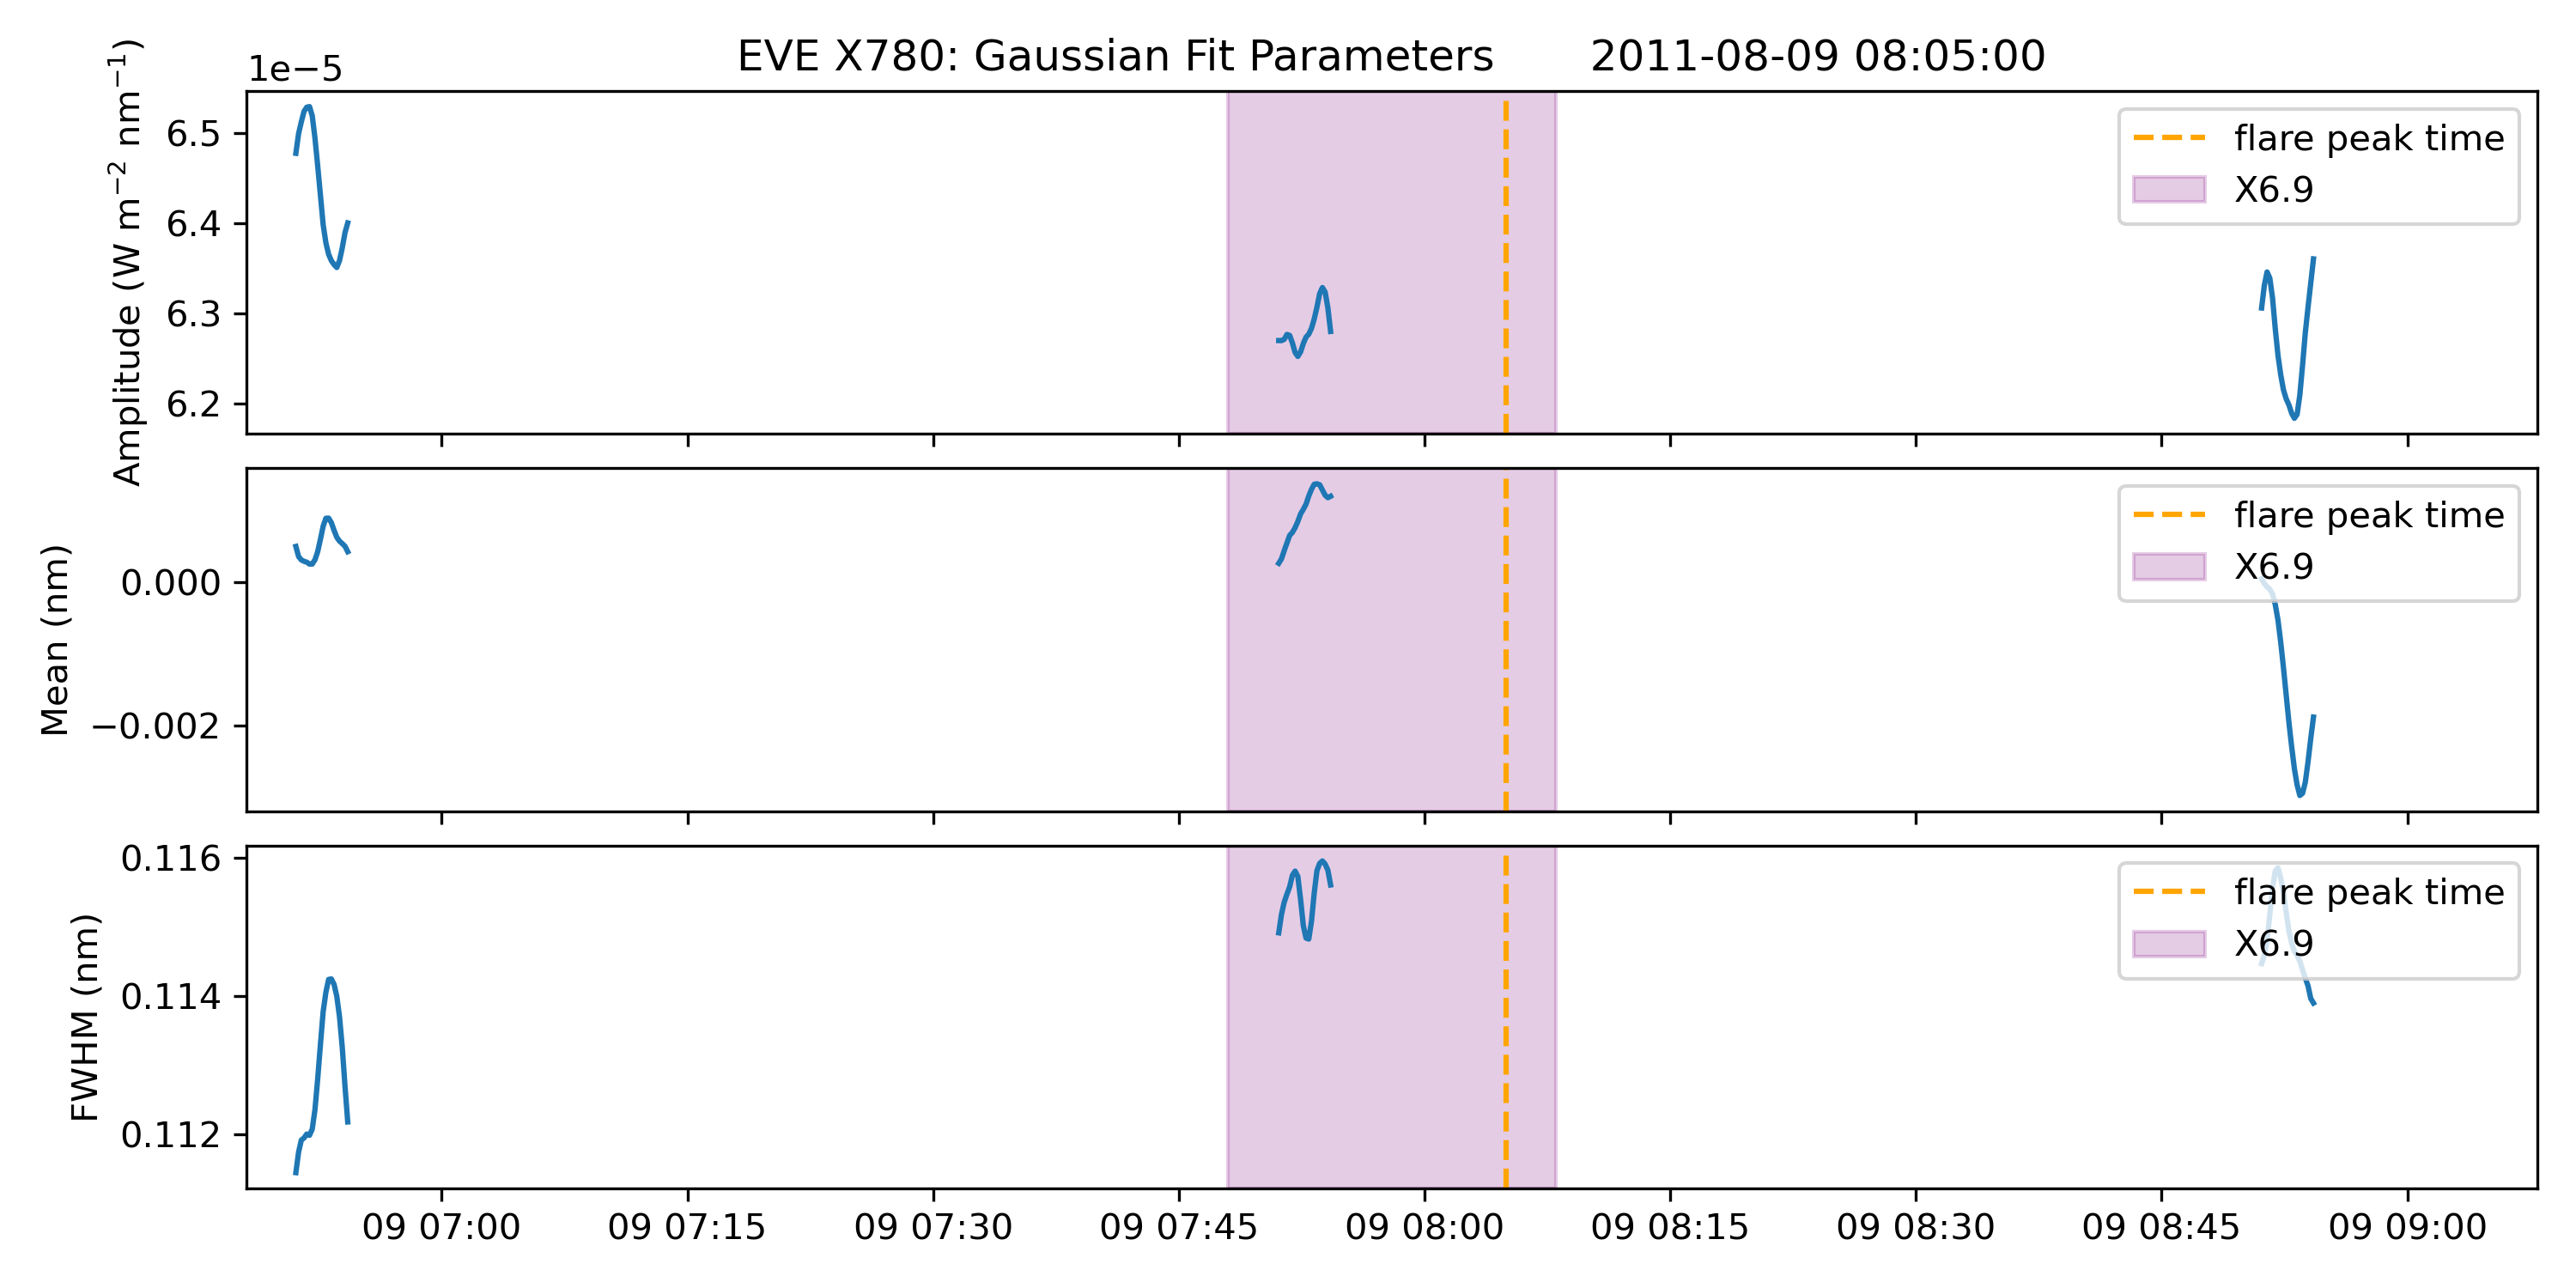 EVE X780: Gaussian Fit Parameters 2011-08-09 08:05:00
1e−5
Amplitude (W m⁻² nm⁻¹)
6.5
6.4
6.3
6.2
flare peak time
X6.9
Mean (nm)
0.000
−0.002
flare peak time
X6.9
FWHM (nm)
0.116
0.114
0.112
flare peak time
X6.9
09 07:00 09 07:15 09 07:30 09 07:45 09 08:00 09 08:15 09 08:30 09 08:45 09 09:00